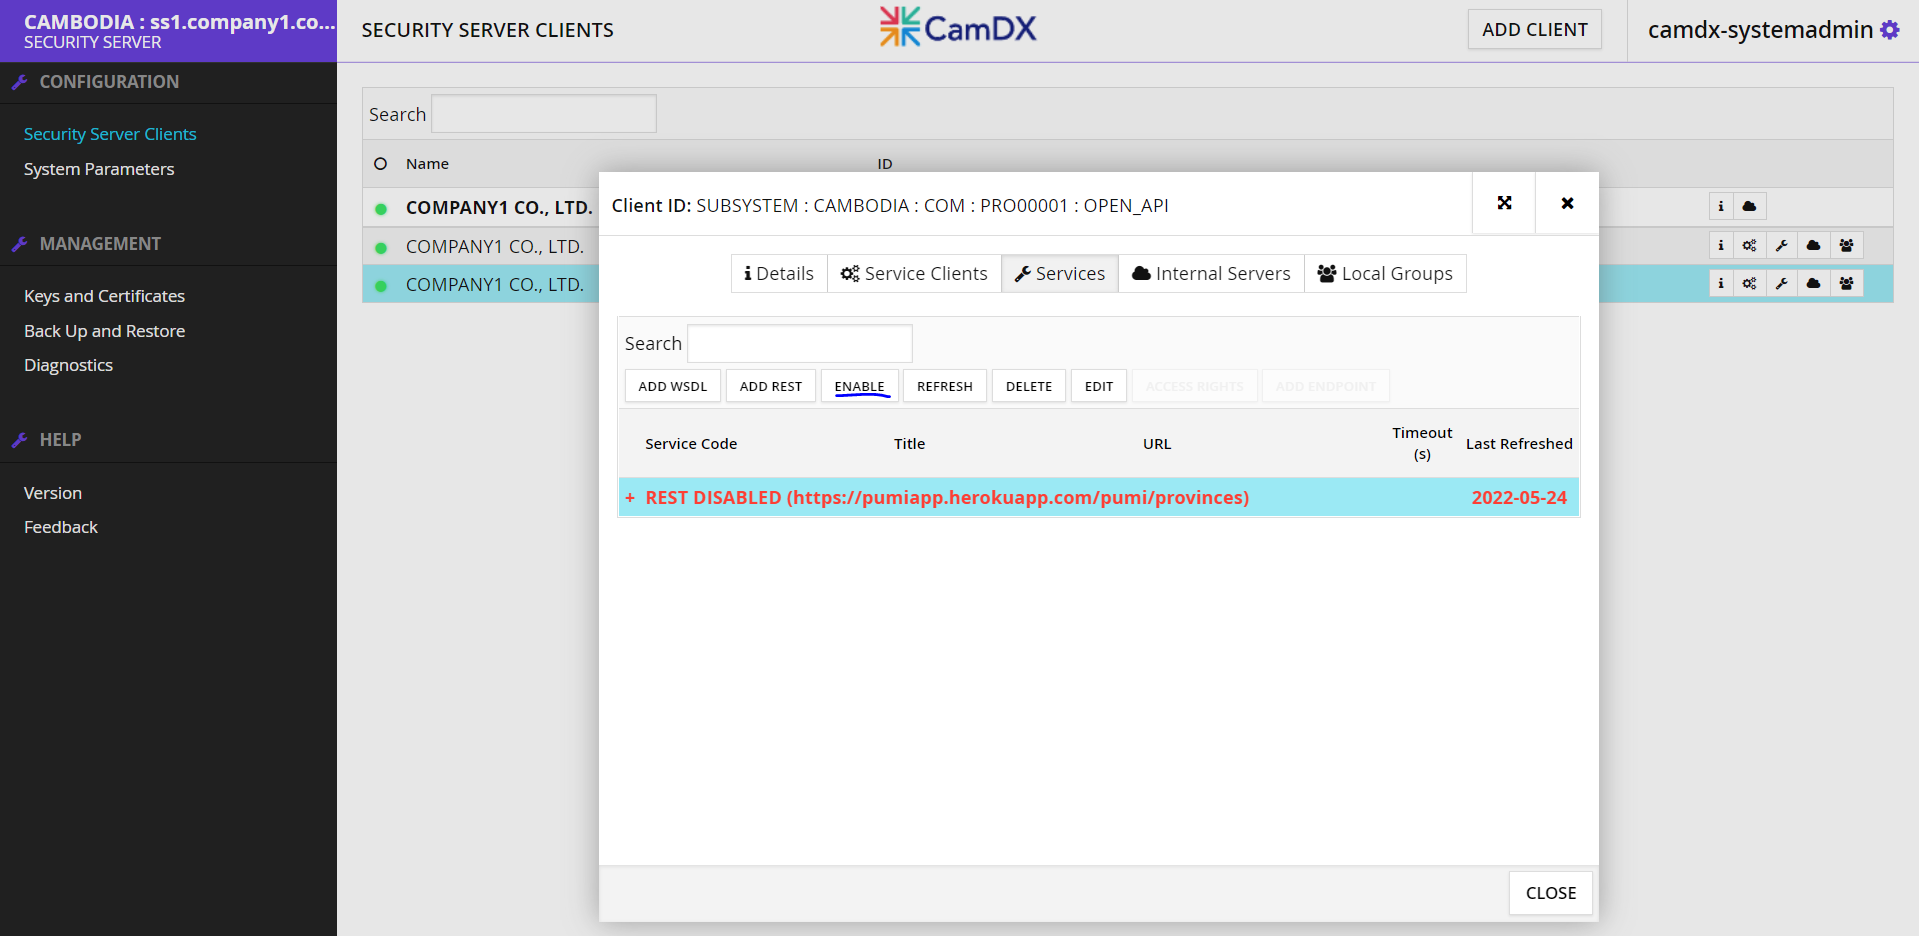 CAMBODIA : ss1.company1.co...
SECURITY SERVER
SECURITY SERVER CLIENTS
CamDX
ADD CLIENT
camdx-systemadmin
CONFIGURATION
Security Server Clients
System Parameters
MANAGEMENT
Keys and Certificates
Back Up and Restore
Diagnostics
HELP
Version
Feedback
Search
Name ID
COMPANY1 CO., LTD.
COMPANY1 CO., LTD.
COMPANY1 CO., LTD.
Client ID: SUBSYSTEM : CAMBODIA : COM : PRO00001 : OPEN_API
Details Service Clients Services Internal Servers Local Groups
Search
ADD WSDL ADD REST ENABLE REFRESH DELETE EDIT ACCESS RIGHTS ADD ENDPOINT
Service Code Title URL Timeout (s) Last Refreshed
+ REST DISABLED (https://pumiapp.herokuapp.com/pumi/provinces) 2022-05-24
CLOSE